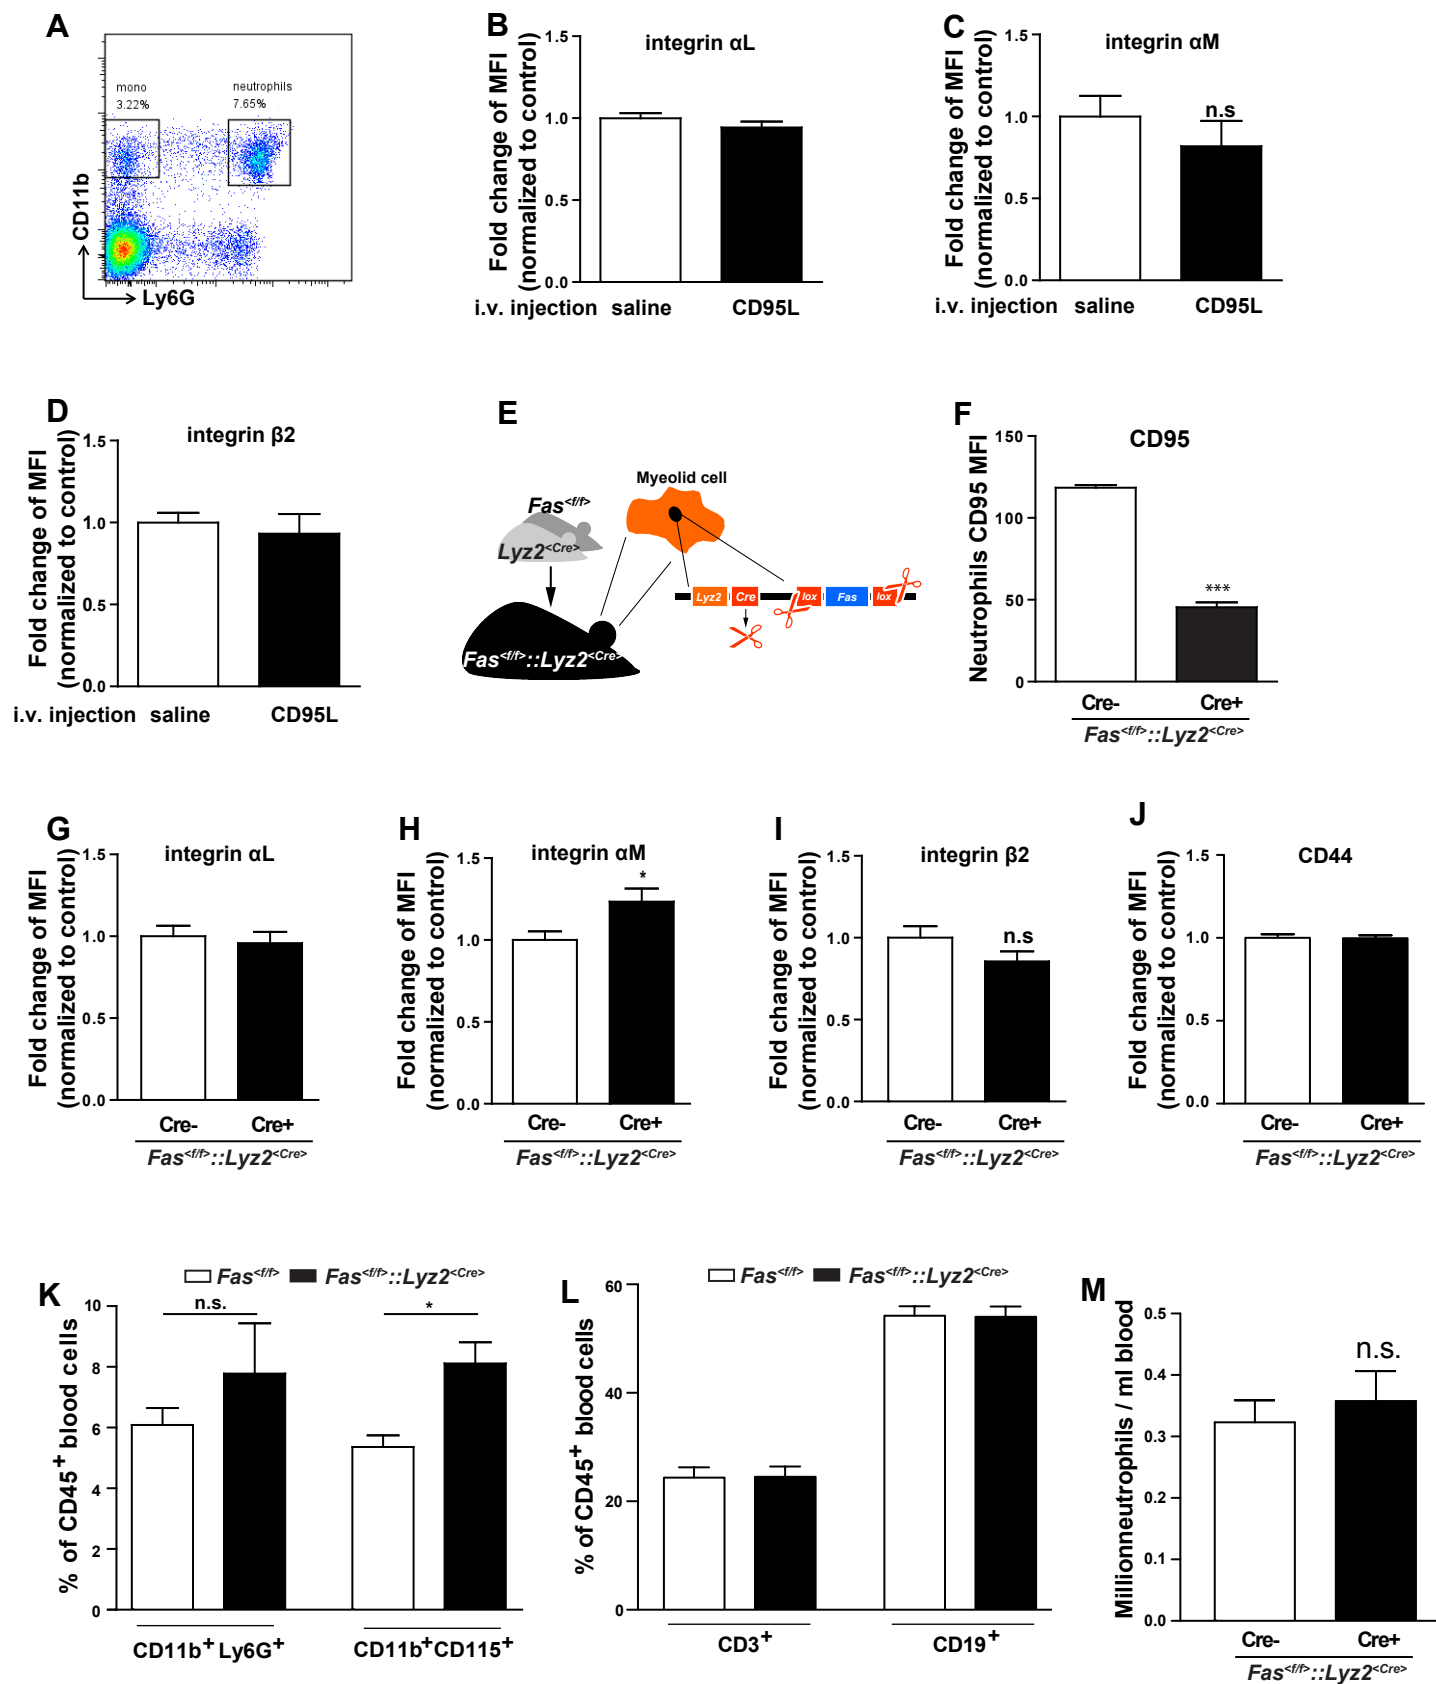 A
mono
3.22%
neutrophils
7.65%
CD11b
Ly6G
B
integrin αL
Fold change of MFI
(normalized to control)
1.5
1.0
0.5
0.0
i.v. injection saline CD95L
C
integrin αM
Fold change of MFI
(normalized to control)
1.5
1.0
0.5
0.0
n.s
i.v. injection saline CD95L
D
integrin β2
Fold change of MFI
(normalized to control)
1.5
1.0
0.5
0.0
i.v. injection saline CD95L
E
Myeolid cell
Fas<f/f>
Lyz2<Cre>
Fas<f/f>::Lyz2<Cre>
Lyz2 Cre lox Fas lox
F
CD95
Neutrophils CD95 MFI
150
100
50
0
***
Cre- Cre+
Fas<f/f>::Lyz2<Cre>
G
integrin αL
Fold change of MFI
(normalized to control)
1.5
1.0
0.5
0.0
Cre- Cre+
Fas<f/f>::Lyz2<Cre>
H
integrin αM
Fold change of MFI
(normalized to control)
1.5
1.0
0.5
0.0
*
Cre- Cre+
Fas<f/f>::Lyz2<Cre>
I
integrin β2
Fold change of MFI
(normalized to control)
1.5
1.0
0.5
0.0
n.s
Cre- Cre+
Fas<f/f>::Lyz2<Cre>
J
CD44
Fold change of MFI
(normalized to control)
1.5
1.0
0.5
0.0
Cre- Cre+
Fas<f/f>::Lyz2<Cre>
K
Fas<f/f> Fas<f/f>::Lyz2<Cre>
% of CD45+ blood cells
10
8
6
4
2
0
n.s.
*
CD11b+Ly6G+ CD11b+CD115+
L
Fas<f/f> Fas<f/f>::Lyz2<Cre>
% of CD45+ blood cells
60
40
20
0
CD3+ CD19+
M
Millionneutrophils / ml blood
0.5
0.4
0.3
0.2
0.1
0.0
n.s.
Cre- Cre+
Fas<f/f>::Lyz2<Cre>